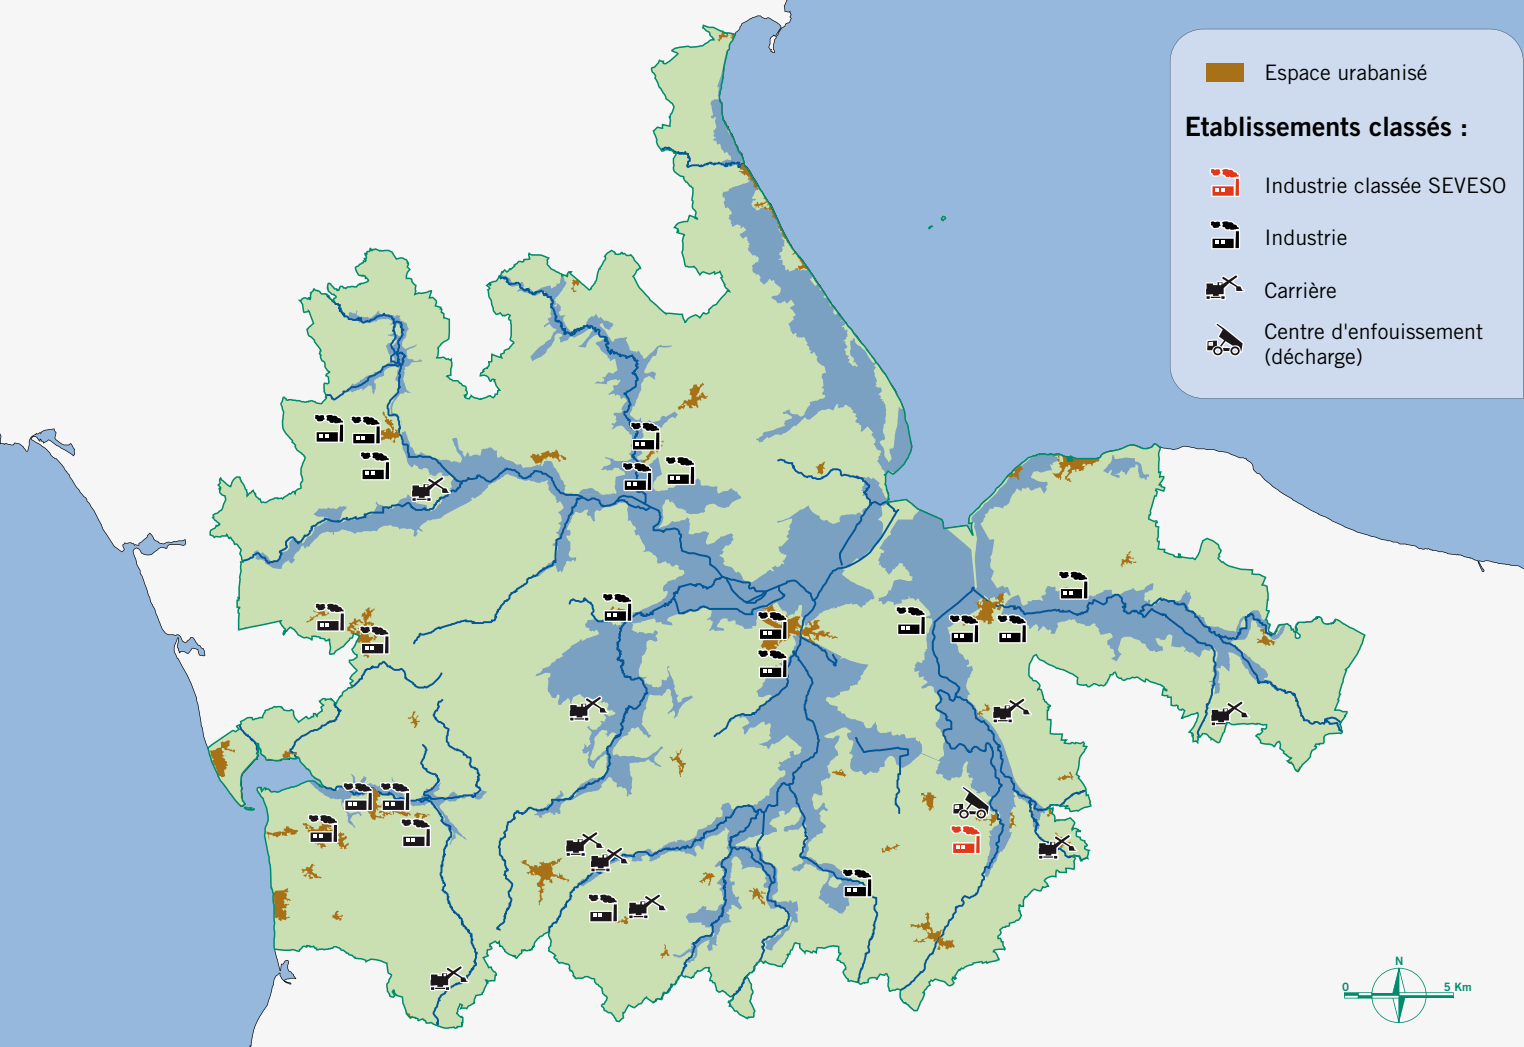 Espace urabanisé
Etablissements classés :
Industrie classée SEVESO
Industrie
Carrière
Centre d'enfouissement
(décharge)
N
0 5 Km